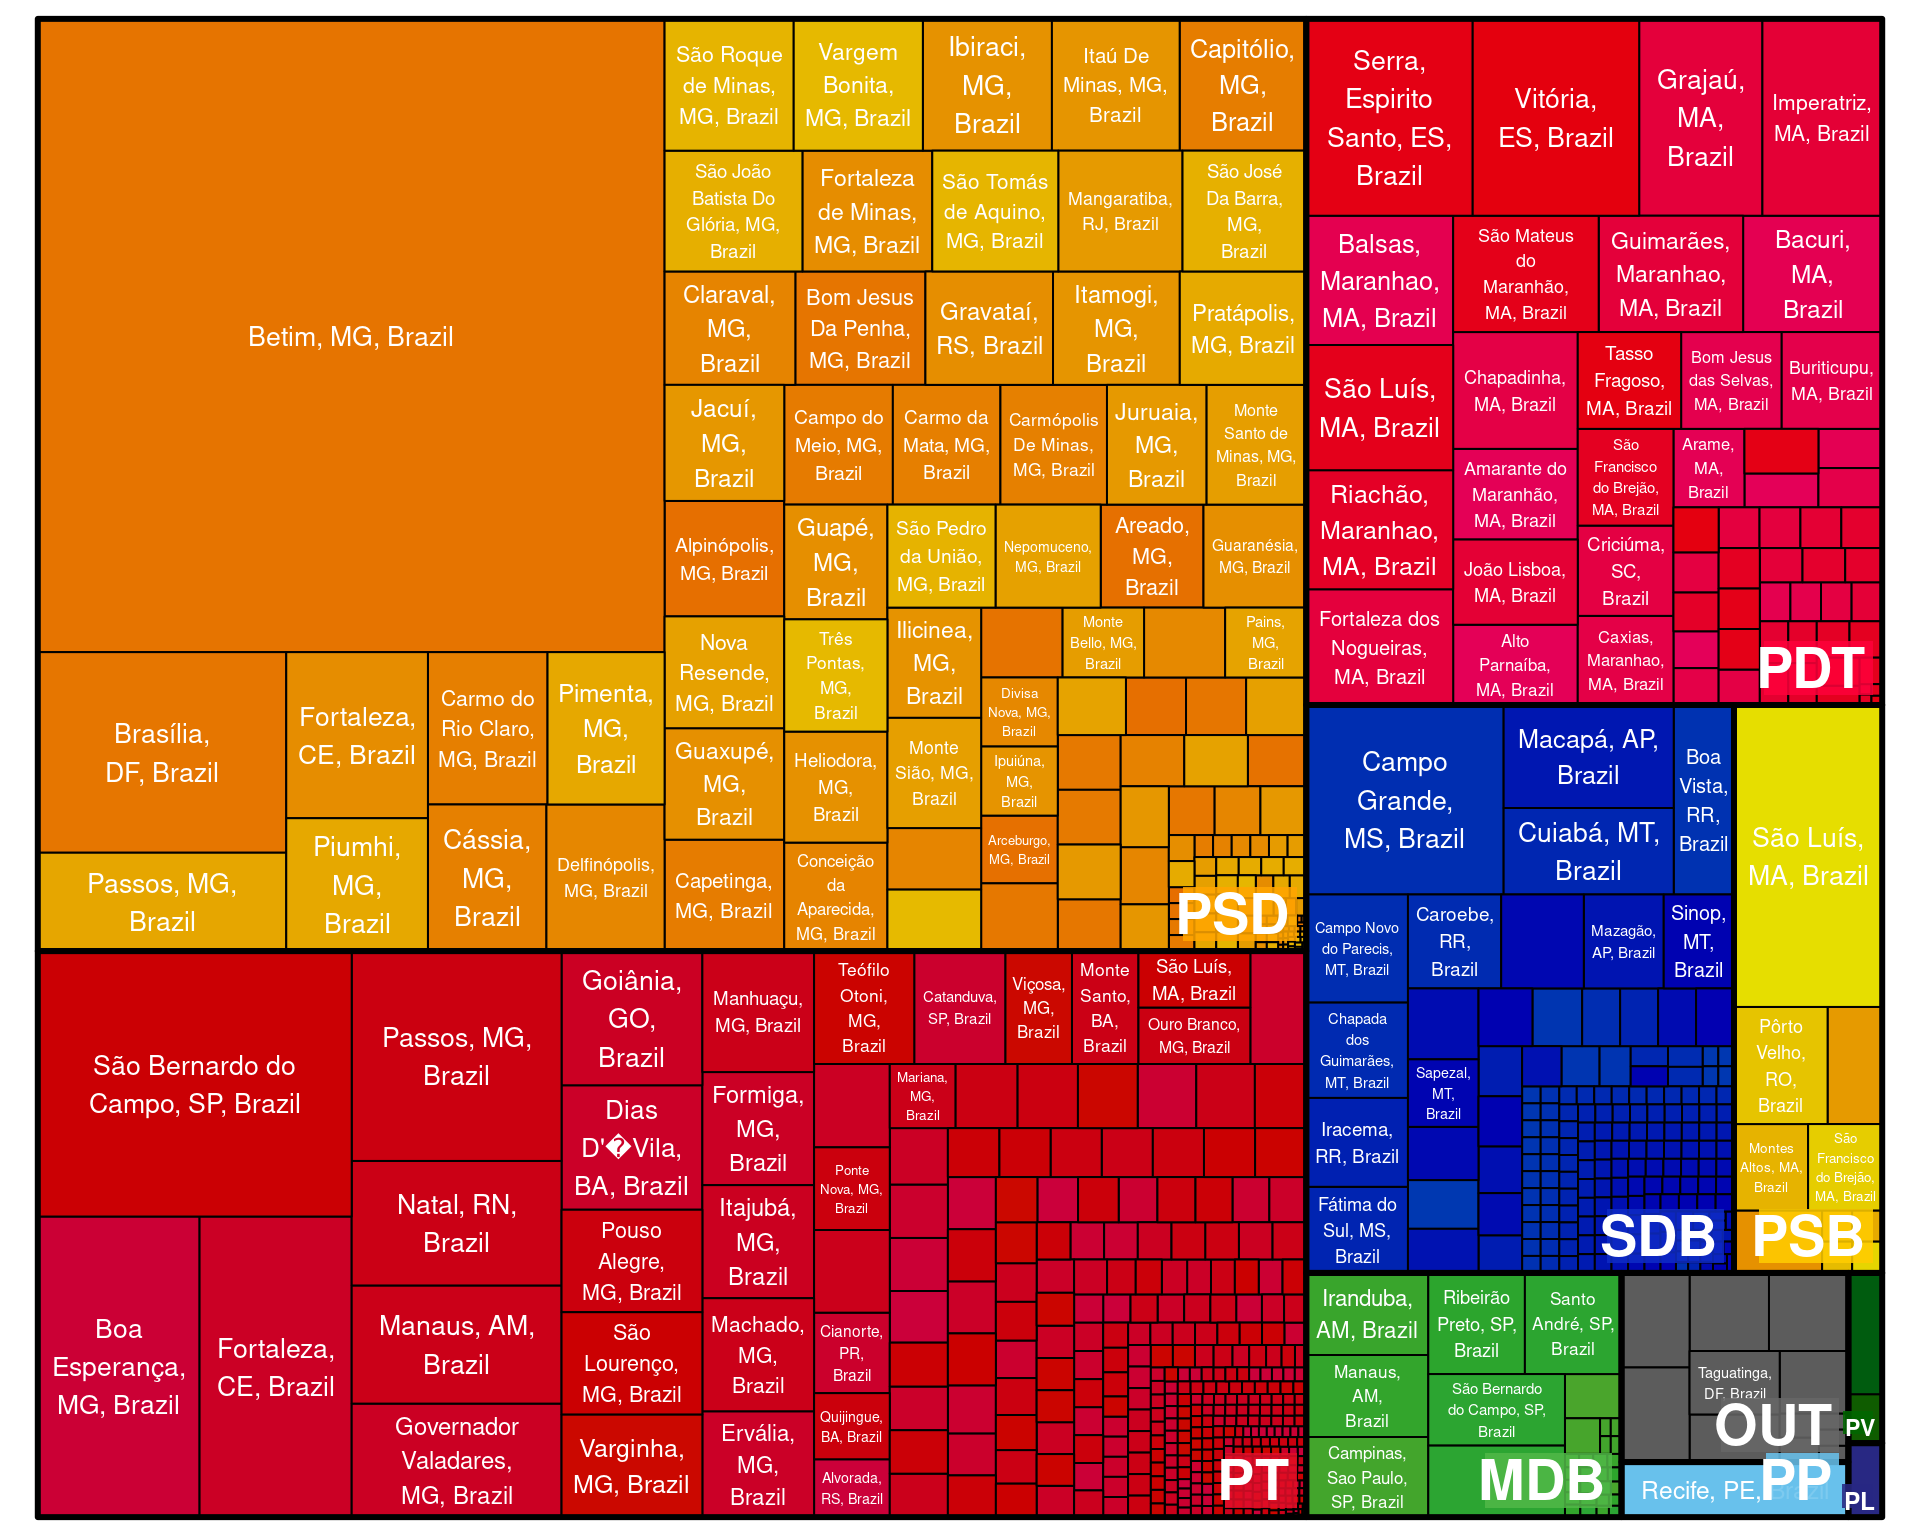 Betim, MG, Brazil
Brasília,
DF, Brazil
Passos, MG,
Brazil
Fortaleza,
CE, Brazil
Piumhi,
MG,
Brazil
Carmo do
Rio Claro,
MG, Brazil
Pimenta,
MG,
Brazil
Cássia,
MG,
Brazil
Delfinópolis,
MG, Brazil
São Roque
de Minas,
MG, Brazil
Vargem
Bonita,
MG, Brazil
Ibiraci,
MG,
Brazil
Itaú De
Minas, MG,
Brazil
Capitólio,
MG,
Brazil
São João
Batista Do
Glória, MG,
Brazil
Fortaleza
de Minas,
MG, Brazil
São Tomás
de Aquino,
MG, Brazil
Mangaratiba,
RJ, Brazil
São José
Da Barra,
MG,
Brazil
Claraval,
MG,
Brazil
Bom Jesus
Da Penha,
MG, Brazil
Gravataí,
RS, Brazil
Itamogi,
MG,
Brazil
Pratápolis,
MG, Brazil
Jacuí,
MG,
Brazil
Campo do
Meio, MG,
Brazil
Carmo da
Mata, MG,
Brazil
Carmópolis
De Minas,
MG, Brazil
Juruaia,
MG,
Brazil
Monte
Santo de
Minas, MG,
Brazil
Alpinópolis,
MG, Brazil
Guapé,
MG,
Brazil
São Pedro
da União,
MG, Brazil
Nepomuceno,
MG, Brazil
Areado,
MG,
Brazil
Guaranésia,
MG, Brazil
Nova
Resende,
MG, Brazil
Três
Pontas,
MG,
Brazil
Ilicinea,
MG,
Brazil
Monte
Bello, MG,
Brazil
Pains,
MG,
Brazil
Divisa
Nova, MG,
Brazil
Guaxupé,
MG,
Brazil
Heliodora,
MG,
Brazil
Monte
Sião, MG,
Brazil
Ipuiúna,
MG,
Brazil
Arceburgo,
MG, Brazil
Capetinga,
MG, Brazil
Conceição
da
Aparecida,
MG, Brazil
PSD
Serra,
Espirito
Santo, ES,
Brazil
Vitória,
ES, Brazil
Grajaú,
MA,
Brazil
Imperatriz,
MA, Brazil
Balsas,
Maranhao,
MA, Brazil
São Mateus
do
Maranhão,
MA, Brazil
Guimarães,
Maranhao,
MA, Brazil
Bacuri,
MA,
Brazil
São Luís,
MA, Brazil
Chapadinha,
MA, Brazil
Tasso
Fragoso,
MA, Brazil
Bom Jesus
das Selvas,
MA, Brazil
Buriticupu,
MA, Brazil
Riachão,
Maranhao,
MA, Brazil
Amarante do
Maranhão,
MA, Brazil
São
Francisco
do Brejão,
MA, Brazil
Arame,
MA,
Brazil
João Lisboa,
MA, Brazil
Criciúma,
SC,
Brazil
Fortaleza dos
Nogueiras,
MA, Brazil
Alto
Parnaíba,
MA, Brazil
Caxias,
Maranhao,
MA, Brazil
PDT
Campo
Grande,
MS, Brazil
Macapá, AP,
Brazil
Cuiabá, MT,
Brazil
Boa
Vista,
RR,
Brazil
Campo Novo
do Parecis,
MT, Brazil
Caroebe,
RR,
Brazil
Mazagão,
AP, Brazil
Sinop,
MT,
Brazil
Chapada
dos
Guimarães,
MT, Brazil
Sapezal,
MT,
Brazil
Iracema,
RR, Brazil
Fátima do
Sul, MS,
Brazil
SDB
São Luís,
MA, Brazil
Pôrto
Velho,
RO,
Brazil
Montes
Altos, MA,
Brazil
São
Francisco
do Brejão,
MA, Brazil
PSB
São Bernardo do
Campo, SP, Brazil
Boa
Esperança,
MG, Brazil
Fortaleza,
CE, Brazil
Passos, MG,
Brazil
Natal, RN,
Brazil
Manaus, AM,
Brazil
Governador
Valadares,
MG, Brazil
Goiânia,
GO,
Brazil
Dias
D'�Vila,
BA, Brazil
Pouso
Alegre,
MG, Brazil
São
Lourenço,
MG, Brazil
Varginha,
MG, Brazil
Manhuaçu,
MG, Brazil
Formiga,
MG,
Brazil
Itajubá,
MG,
Brazil
Machado,
MG,
Brazil
Ervália,
MG,
Brazil
Teófilo
Otoni,
MG,
Brazil
Catanduva,
SP, Brazil
Viçosa,
MG,
Brazil
Monte
Santo,
BA,
Brazil
São Luís,
MA, Brazil
Ouro Branco,
MG, Brazil
Mariana,
MG,
Brazil
Ponte
Nova, MG,
Brazil
Cianorte,
PR,
Brazil
Quijingue,
BA, Brazil
Alvorada,
RS, Brazil
PT
Iranduba,
AM, Brazil
Ribeirão
Preto, SP,
Brazil
Santo
André, SP,
Brazil
Manaus,
AM,
Brazil
São Bernardo
do Campo, SP,
Brazil
Campinas,
Sao Paulo,
SP, Brazil
MDB
Taguatinga,
DF, Brazil
OUT
PV
Recife, PE, Brazil
PP
PL